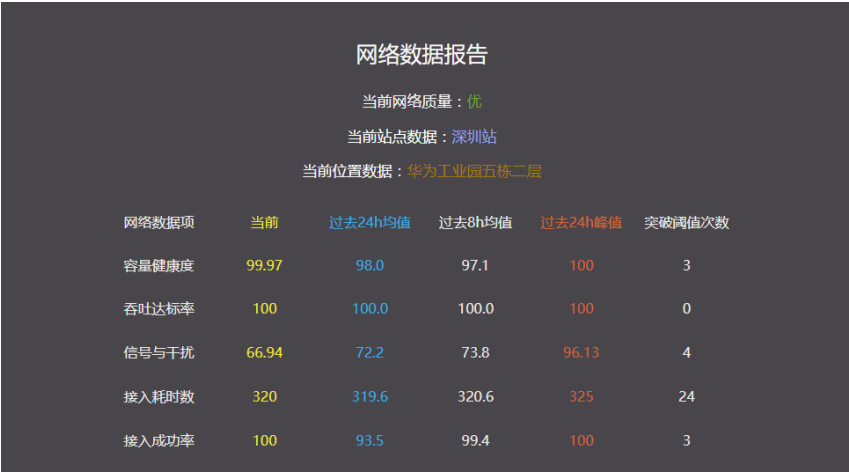 网络数据报告
当前网络质量：优
当前站点数据：深圳站
当前位置数据：华为工业园五栋二层
网络数据项 当前 过去24h均值 过去8h均值 过去24h峰值 突破阈值次数
容量健康度 99.97 98.0 97.1 100 3
吞吐达标率 100 100.0 100.0 100 0
信号与干扰 66.94 72.2 73.8 96.13 4
接入耗时数 320 319.6 320.6 325 24
接入成功率 100 93.5 99.4 100 3